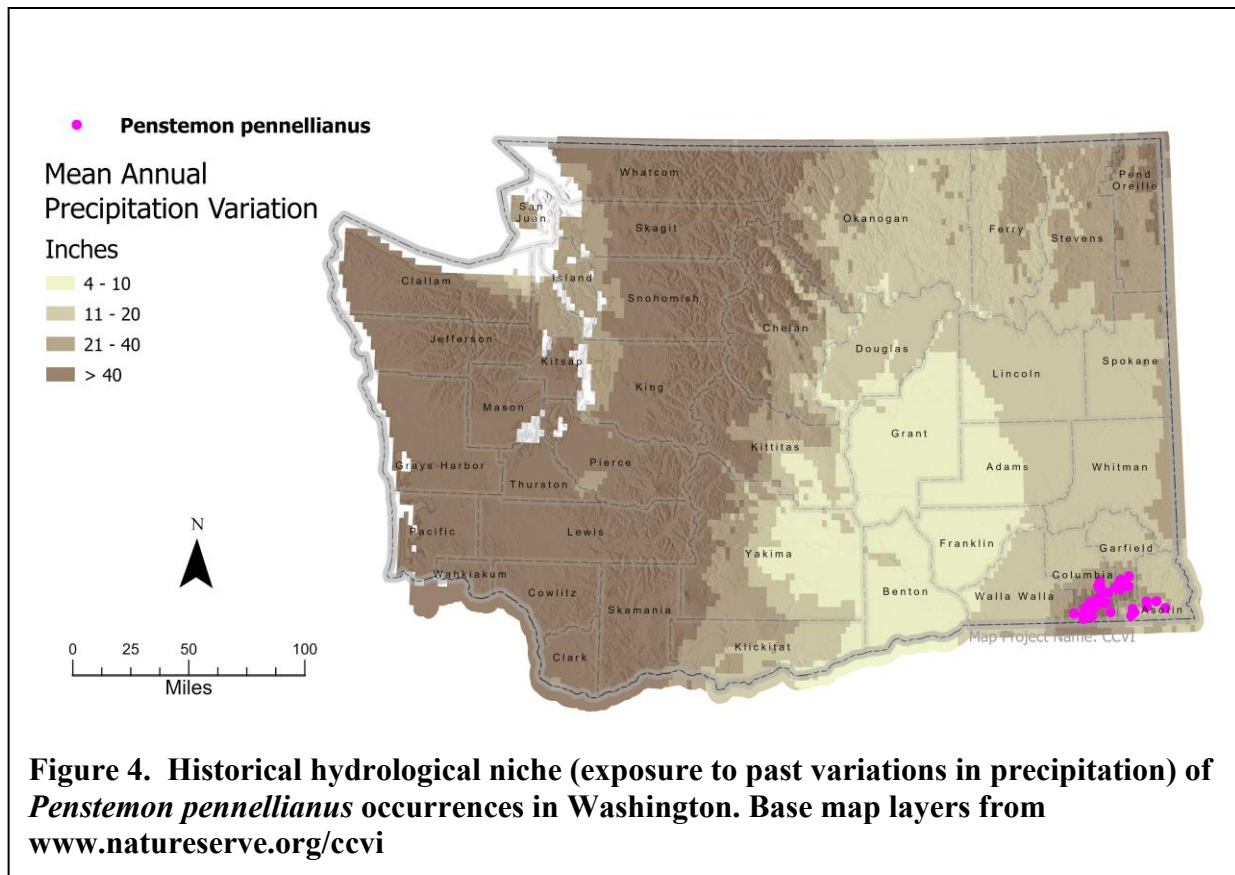 Penstemon pennellianus
Mean Annual
Precipitation Variation
Inches
4 - 10
11 - 20
21 - 40
> 40
Whatcom
Pend
Oreille
San
Juan
Okanogan
Ferry
Stevens
Skagit
Island
Clallam
Snohomish
Chelan
Jefferson
Douglas
Kitsap
Lincoln
Spokane
King
Mason
Grant
Kittitas
Grays Harbor
Pierce
Adams
Whitman
Thurston
Pacific
Lewis
Yakima
Franklin
Garfield
Columbia
Wahkiakum
Cowlitz
Skamania
Benton
Walla Walla
Asotin
Map Project Name: CCVI
Klickitat
Clark
N
0 25 50 100
Miles
Figure 4. Historical hydrological niche (exposure to past variations in precipitation) of
Penstemon pennellianus occurrences in Washington. Base map layers from
www.natureserve.org/ccvi